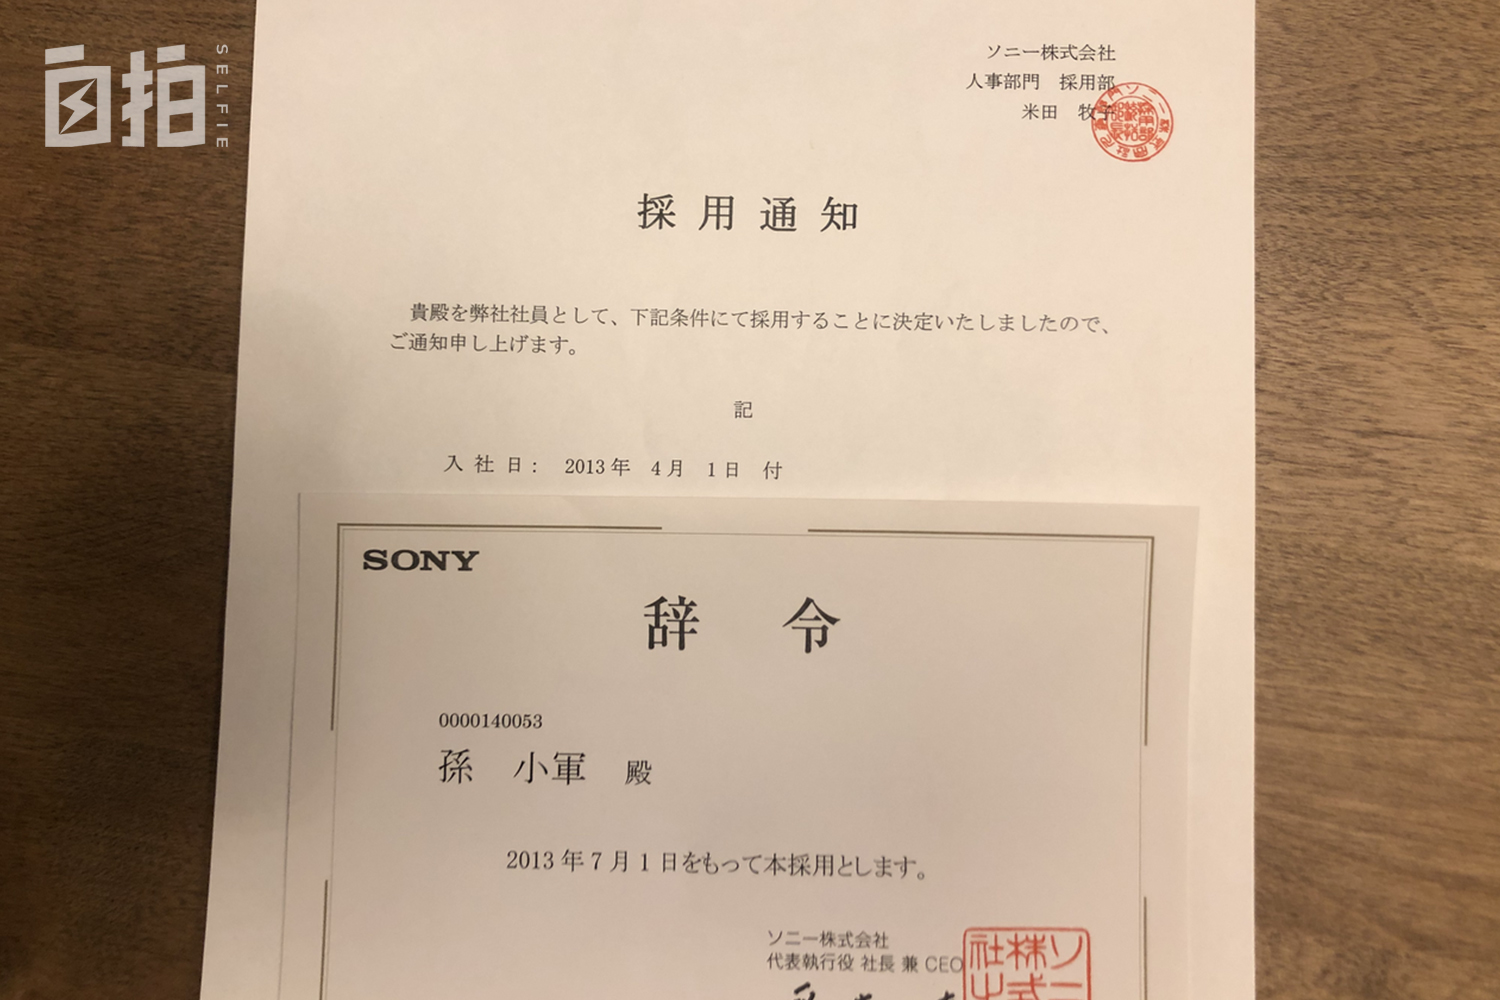 自拍
SELFIE
ソニー株式会社
人事部門 採用部
米田 牧子
採用通知
貴殿を弊社社員として、下記条件にて採用することに決定いたしましたので、
ご通知申し上げます。
記
入社日: 2013年 4月 1日 付
SONY
辞令
0000140053
孫 小軍 殿
2013年7月1日をもって本採用とします。
ソニー株式会社
代表執行役 社長 兼 CEO